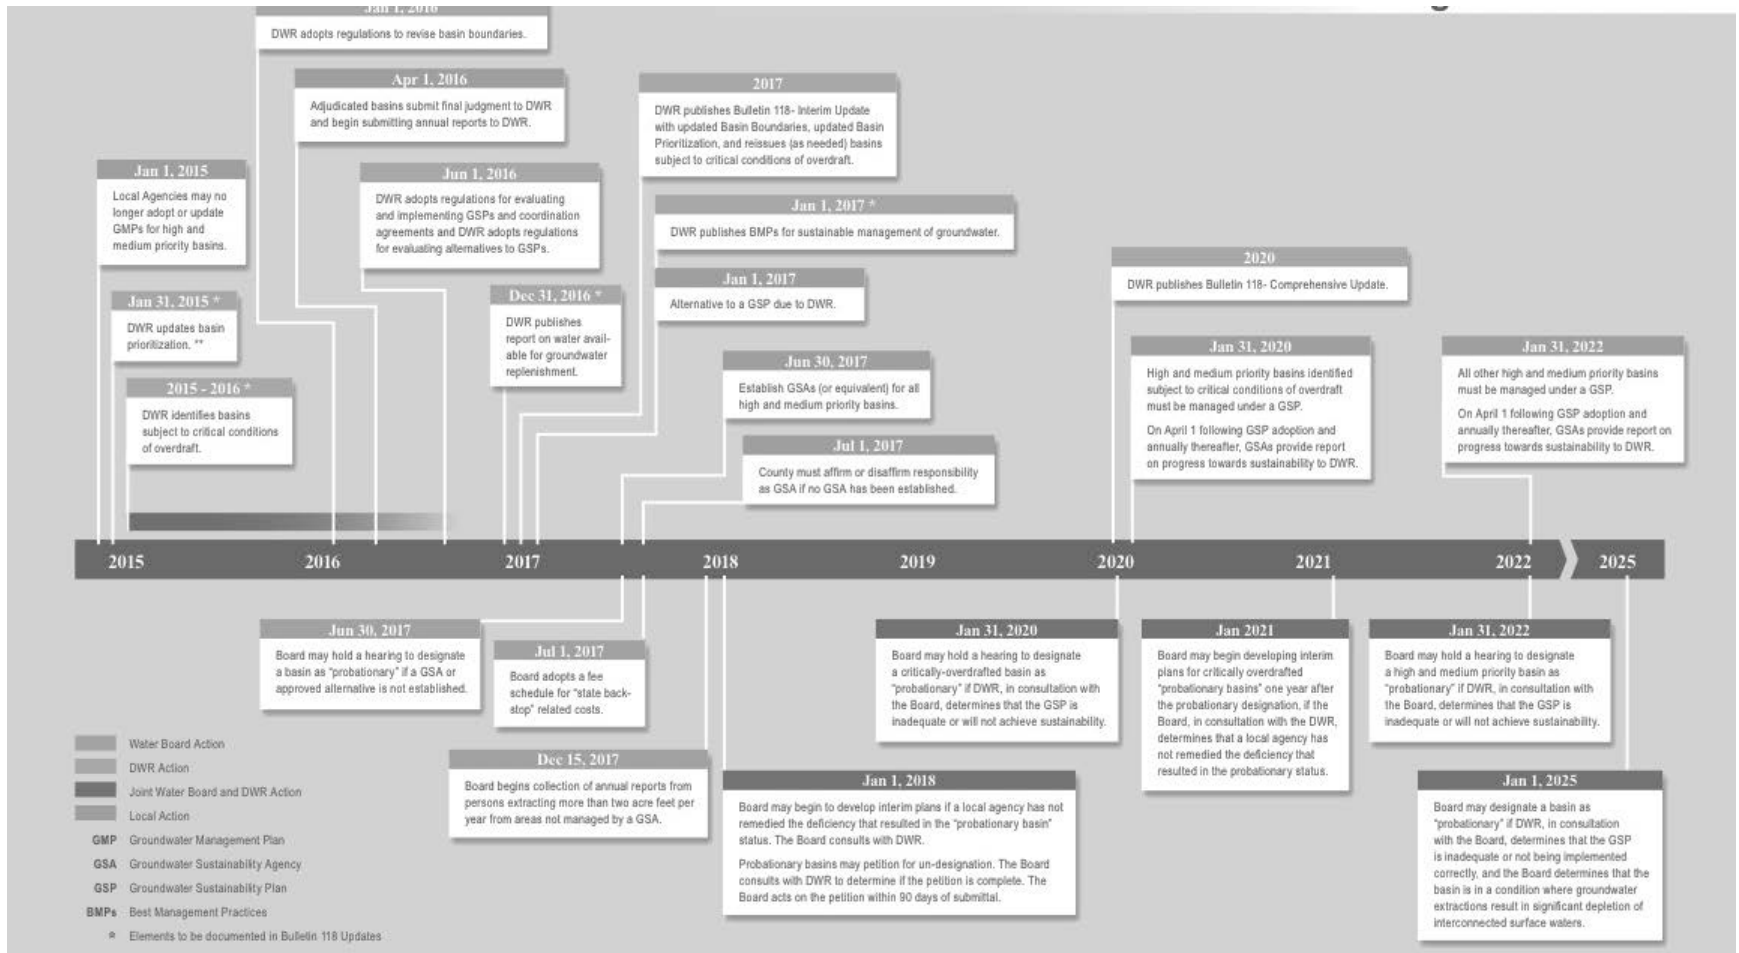 Jan 1, 2016
DWR adopts regulations to revise basin boundaries.
Apr 1, 2016
Adjudicated basins submit final judgment to DWR
and begin submitting annual reports to DWR.
2017
DWR publishes Bulletin 118- Interim Update
with updated Basin Boundaries, updated Basin
Prioritization, and reissues (as needed) basins
subject to critical conditions of overdraft.
Jan 1, 2015
Local Agencies may no
longer adopt or update
GMPs for high and
medium priority basins.
Jun 1, 2016
DWR adopts regulations for evaluating
and implementing GSPs and coordination
agreements and DWR adopts regulations
for evaluating alternatives to GSPs.
Jan 1, 2017 *
DWR publishes BMPs for sustainable management of groundwater.
Jan 1, 2017
Alternative to a GSP due to DWR.
2020
DWR publishes Bulletin 118- Comprehensive Update.
Jan 31, 2015 *
DWR updates basin
prioritization. **
Dec 31, 2016 *
DWR publishes
report on water avail-
able for groundwater
replenishment.
2015 - 2016 *
DWR identifies basins
subject to critical conditions
of overdraft.
Jun 30, 2017
Establish GSAs (or equivalent) for all
high and medium priority basins.
Jul 1, 2017
County must affirm or disaffirm responsibility
as GSA if no GSA has been established.
Jan 31, 2020
High and medium priority basins identified
subject to critical conditions of overdraft
must be managed under a GSP.
On April 1 following GSP adoption and
annually thereafter, GSAs provide report
on progress towards sustainability to DWR.
Jan 31, 2022
All other high and medium priority basins
must be managed under a GSP.
On April 1 following GSP adoption and
annually thereafter, GSAs provide report on
progress towards sustainability to DWR.
2015 2016 2017 2018 2019 2020 2021 2022 2025
Jun 30, 2017
Board may hold a hearing to designate
a basin as "probationary" if a GSA or
approved alternative is not established.
Jul 1, 2017
Board adopts a fee
schedule for "state back-
stop" related costs.
Dec 15, 2017
Board begins collection of annual reports from
persons extracting more than two acre feet per
year from areas not managed by a GSA.
Jan 1, 2018
Board may begin to develop interim plans if a local agency has not
remedied the deficiency that resulted in the "probationary basin"
status. The Board consults with DWR.
Probationary basins may petition for un-designation. The Board
consults with DWR to determine if the petition is complete. The
Board acts on the petition within 90 days of submittal.
Jan 31, 2020
Board may hold a hearing to designate
a critically-overdrafted basin as
"probationary" if DWR, in consultation with
the Board, determines that the GSP is
inadequate or will not achieve sustainability.
Jan 2021
Board may begin developing interim
plans for critically overdrafted
"probationary basins" one year after
the probationary designation, if the
Board, in consultation with the DWR,
determines that a local agency has
not remedied the deficiency that
resulted in the probationary status.
Jan 31, 2022
Board may hold a hearing to designate
a high and medium priority basin as
"probationary" if DWR, in consultation with
the Board, determines that the GSP is
inadequate or will not achieve sustainability.
Jan 1, 2025
Board may designate a basin as
"probationary" if DWR, in consultation
with the Board, determines that the GSP
is inadequate or not being implemented
correctly, and the Board determines that the
basin is in a condition where groundwater
extractions result in significant depletion of
interconnected surface waters.
Water Board Action
DWR Action
Joint Water Board and DWR Action
Local Action
GMP Groundwater Management Plan
GSA Groundwater Sustainability Agency
GSP Groundwater Sustainability Plan
BMPs Best Management Practices
* Elements to be documented in Bulletin 118 Updates